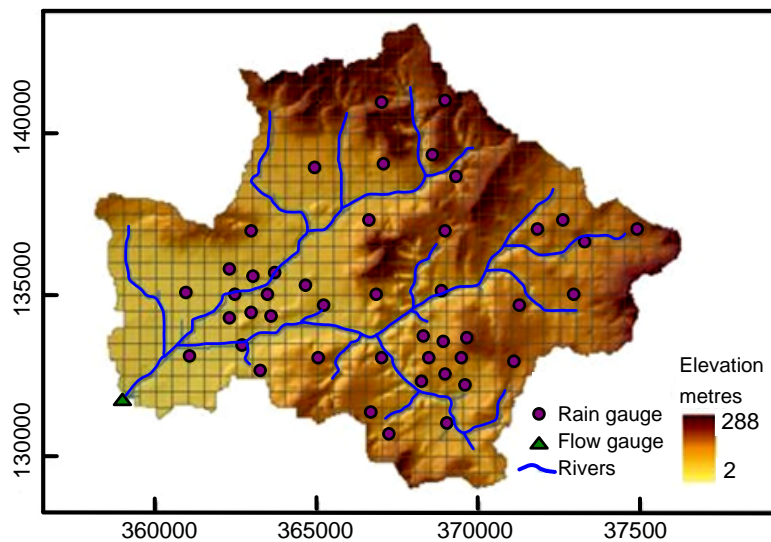 140000
135000
130000
Elevation
metres
288
2
Rain gauge
Flow gauge
Rivers
360000
365000
370000
37500